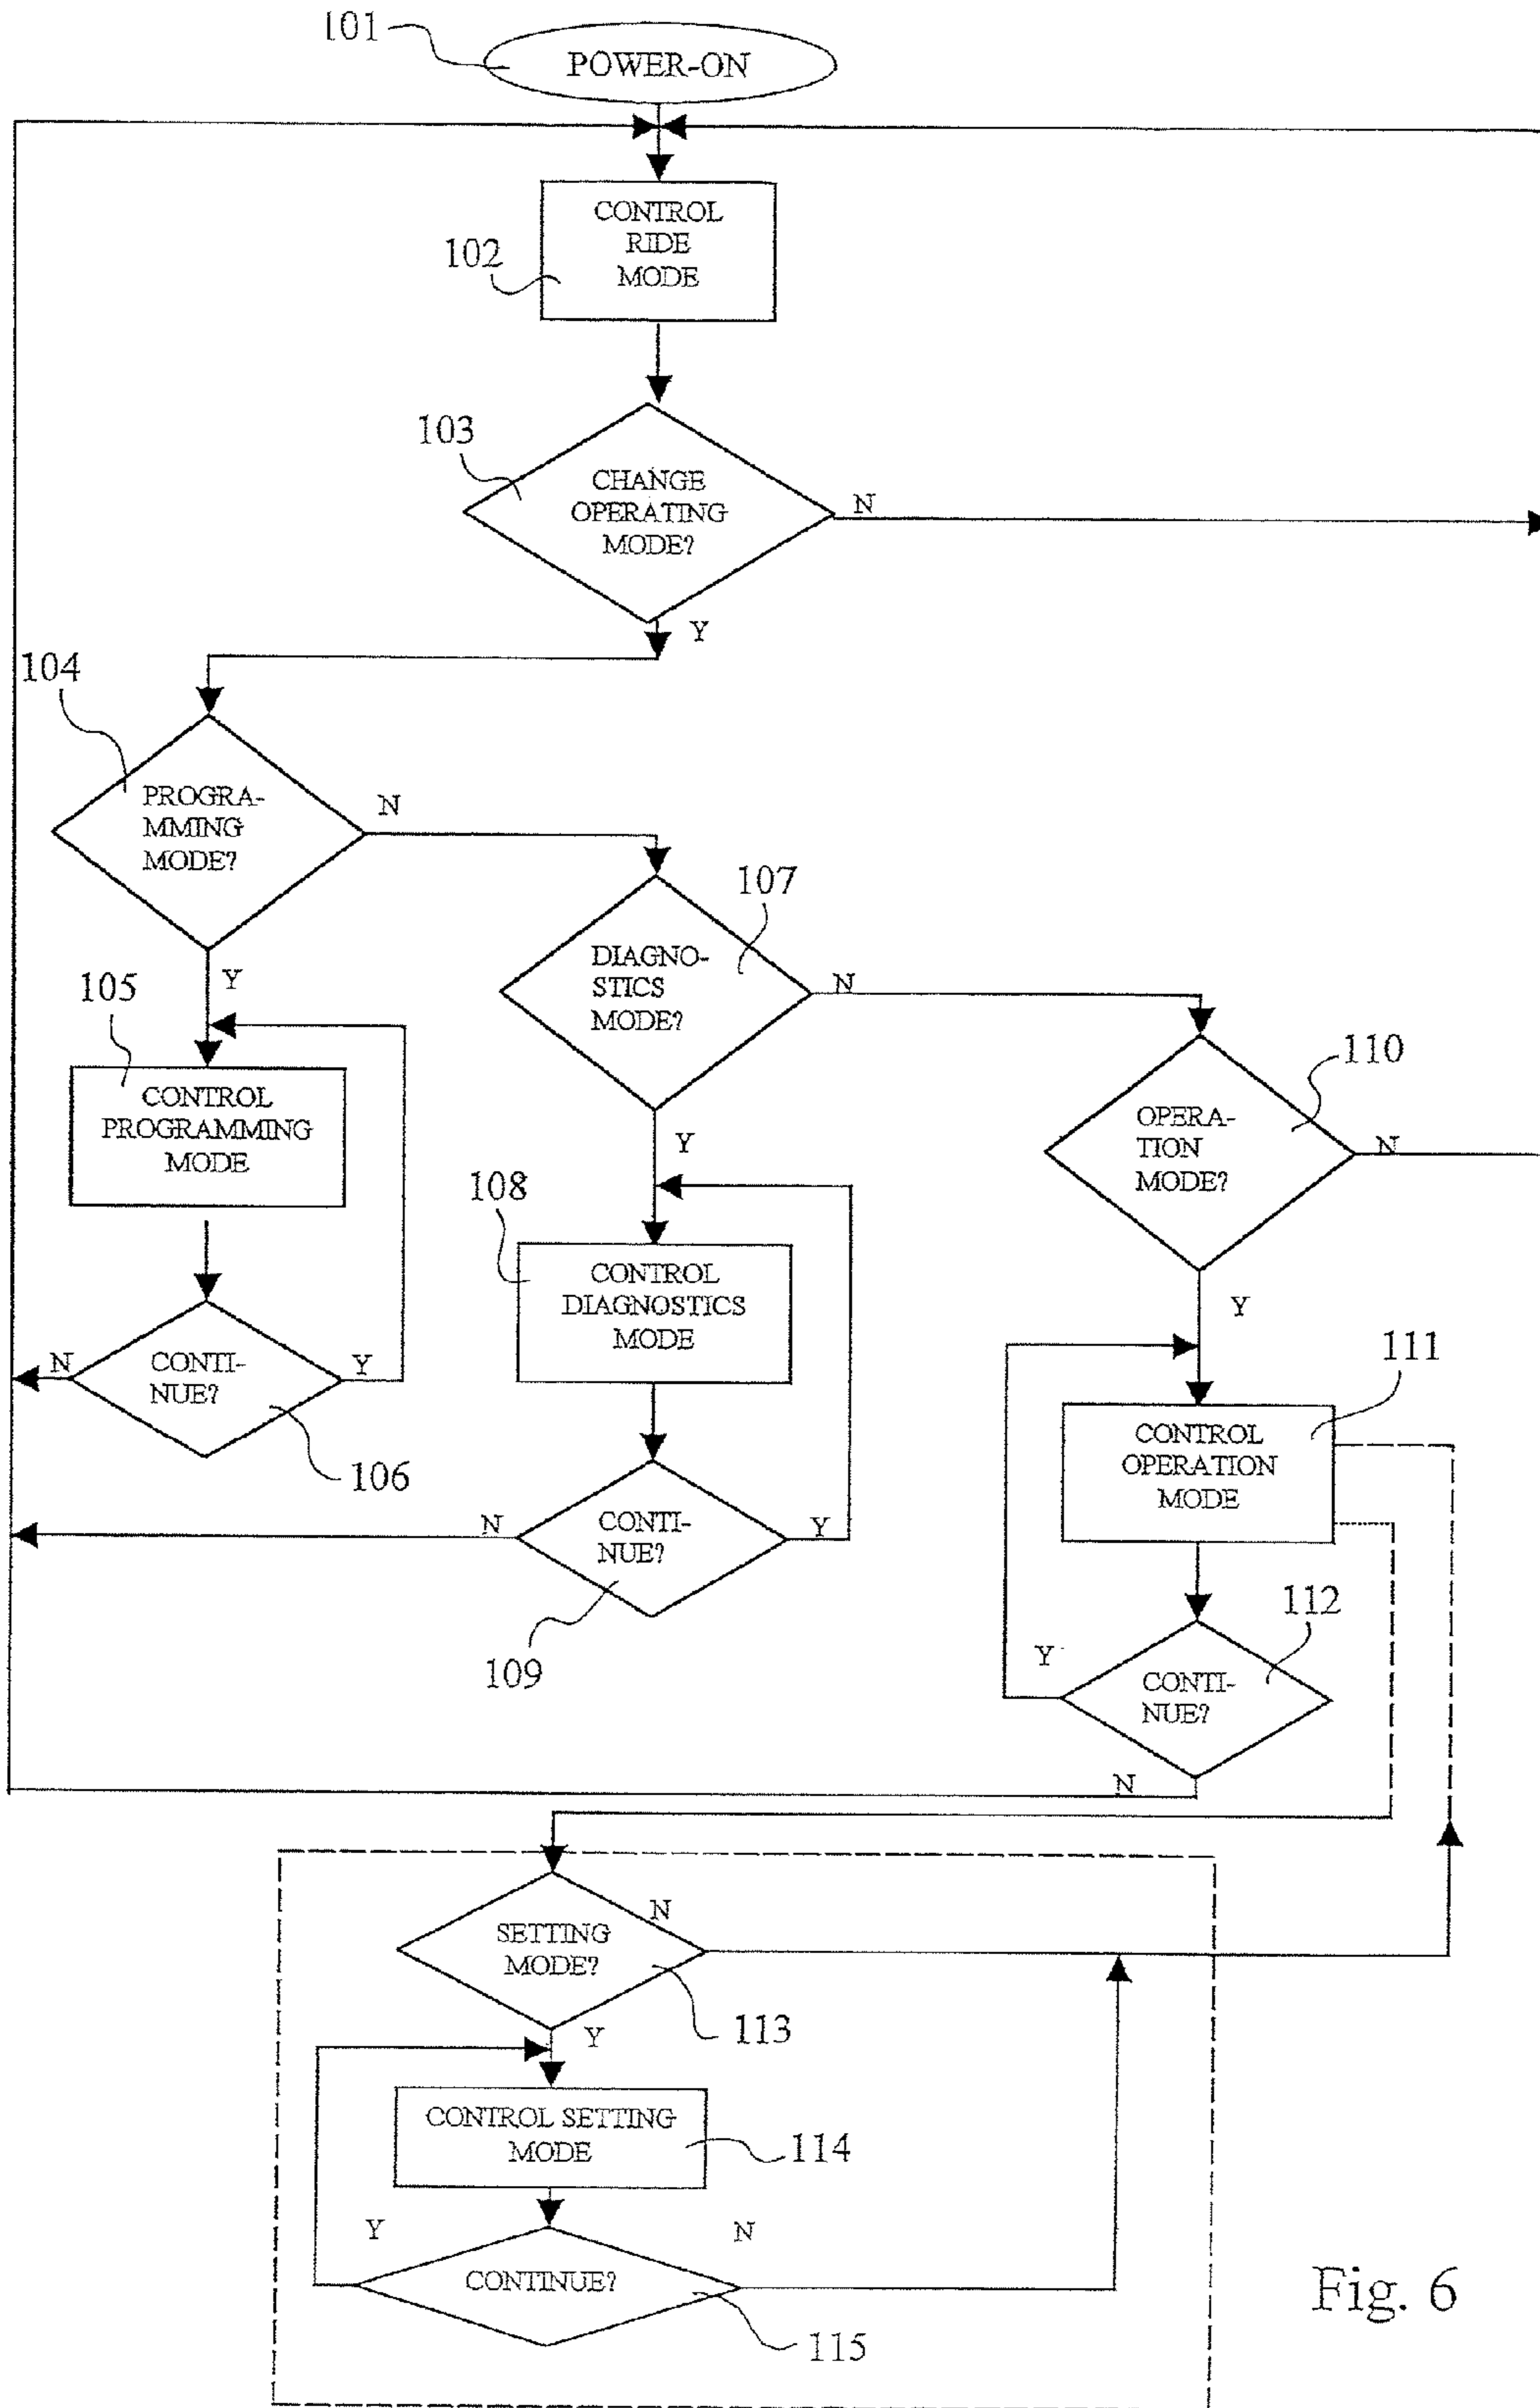 101
POWER-ON
CONTROL
RIDE
MODE
102
103
CHANGE
OPERATING
MODE?
N
Y
104
PROGRA-
MMING
MODE?
N
Y
107
DIAGNO-
STICS
MODE?
N
Y
105
CONTROL
PROGRAMMING
MODE
110
OPERA-
TION
MODE?
N
Y
108
CONTROL
DIAGNOSTICS
MODE
N
CONTI-
NUE?
Y
106
111
CONTROL
OPERATION
MODE
N
CONTI-
NUE?
Y
109
112
Y
CONTI-
NUE?
N
SETTING
MODE?
N
113
Y
CONTROL SETTING
MODE
114
Y
N
CONTINUE?
115
Fig. 6